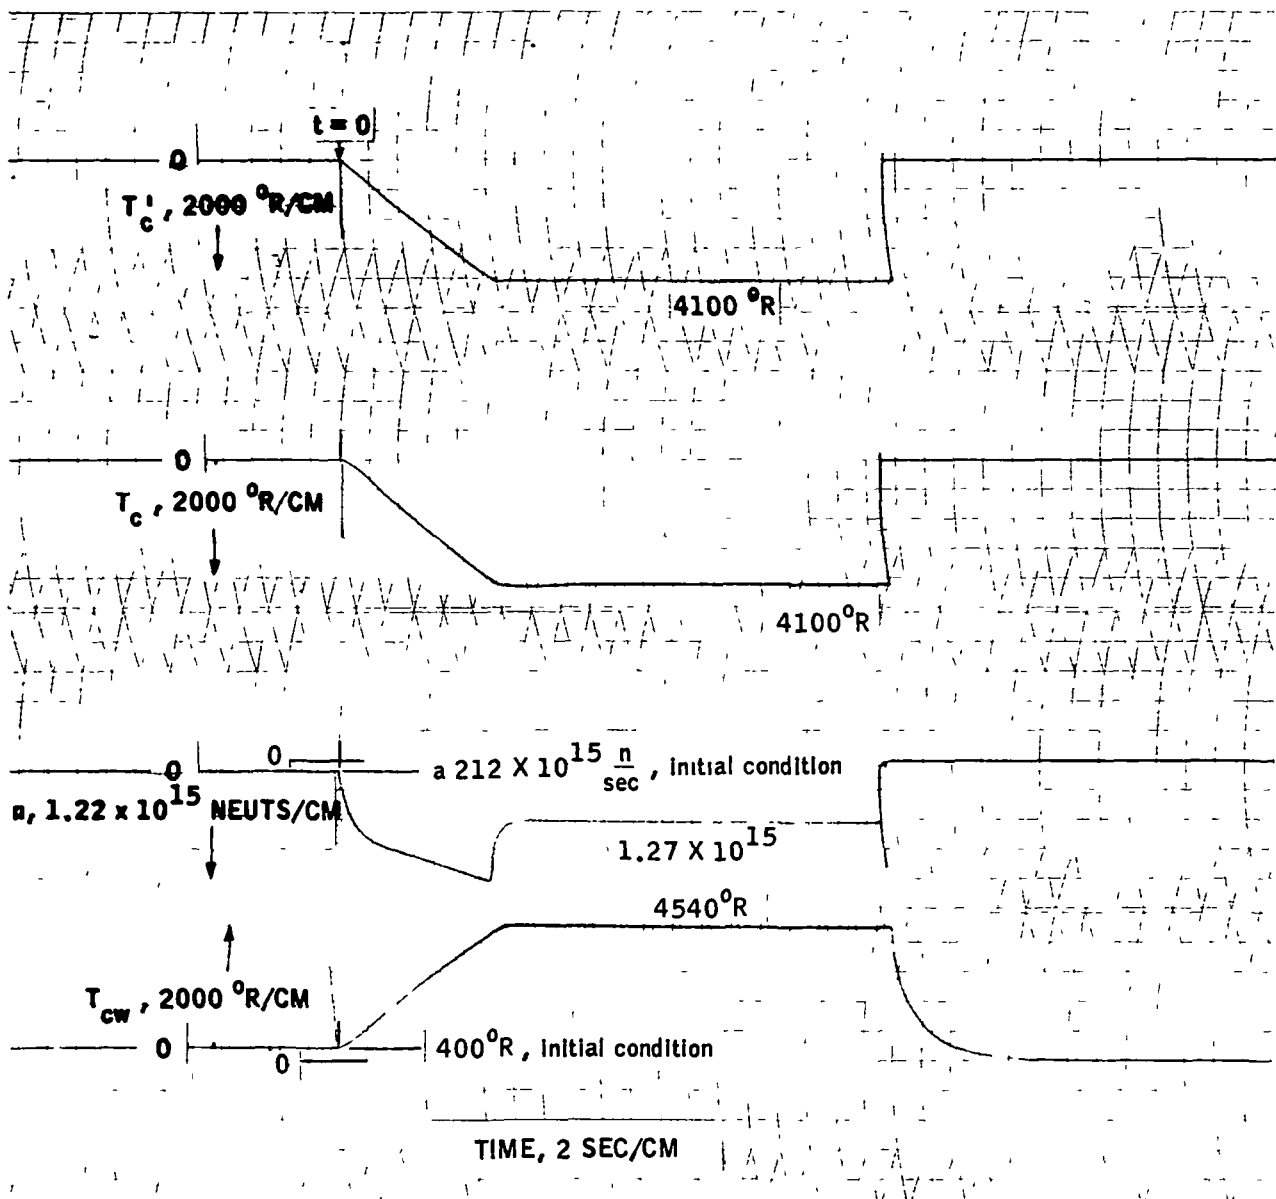 t = 0
0
T_c', 2000 °R/CM
4100 °R
0
T_c, 2000 °R/CM
4100°R
0
0
a 212 X 10^15 n/sec, initial condition
n, 1.22 x 10^15 NEUTS/CM
1.27 X 10^15
4540°R
T_cw, 2000 °R/CM
0
0
400°R, initial condition
TIME, 2 SEC/CM